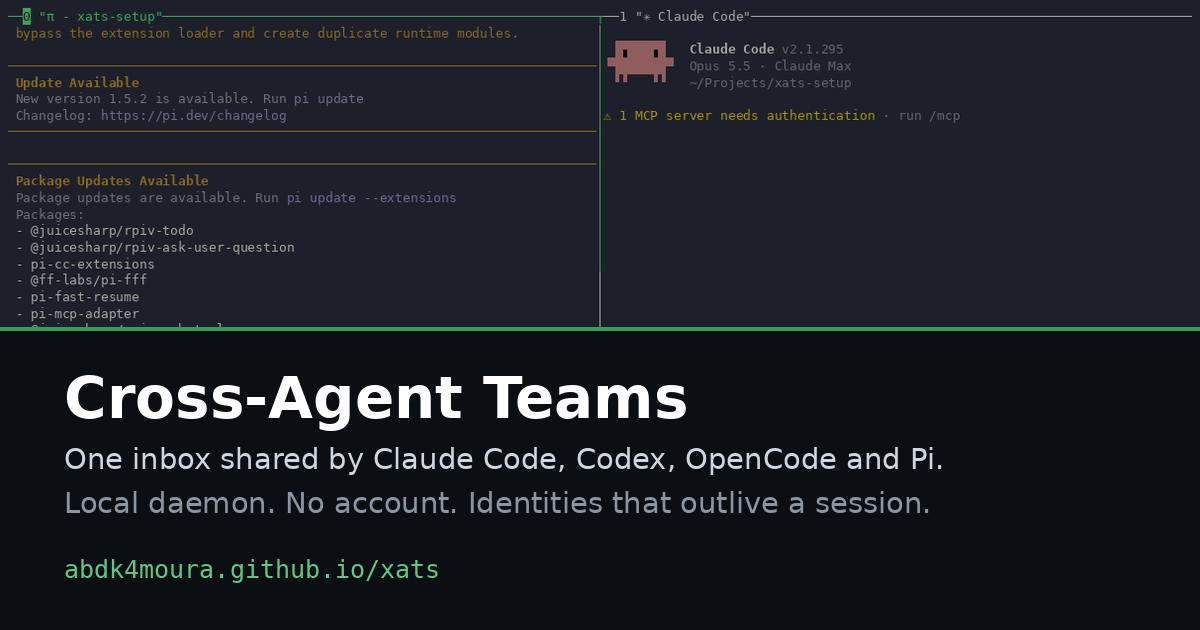 0 "π - xats-setup"
bypass the extension loader and create duplicate runtime modules.
Update Available
New version 1.5.2 is available. Run pi update
Changelog: https://pi.dev/changelog
Package Updates Available
Package updates are available. Run pi update --extensions
Packages:
- @juicesharp/rpiv-todo
- @juicesharp/rpiv-ask-user-question
- pi-cc-extensions
- @ff-labs/pi-fff
- pi-fast-resume
- pi-mcp-adapter
1 "✳ Claude Code"
Claude Code v2.1.295
Opus 5.5 · Claude Max
~/Projects/xats-setup
⚠ 1 MCP server needs authentication · run /mcp
Cross-Agent Teams
One inbox shared by Claude Code, Codex, OpenCode and Pi.
Local daemon. No account. Identities that outlive a session.
abdk4moura.github.io/xats